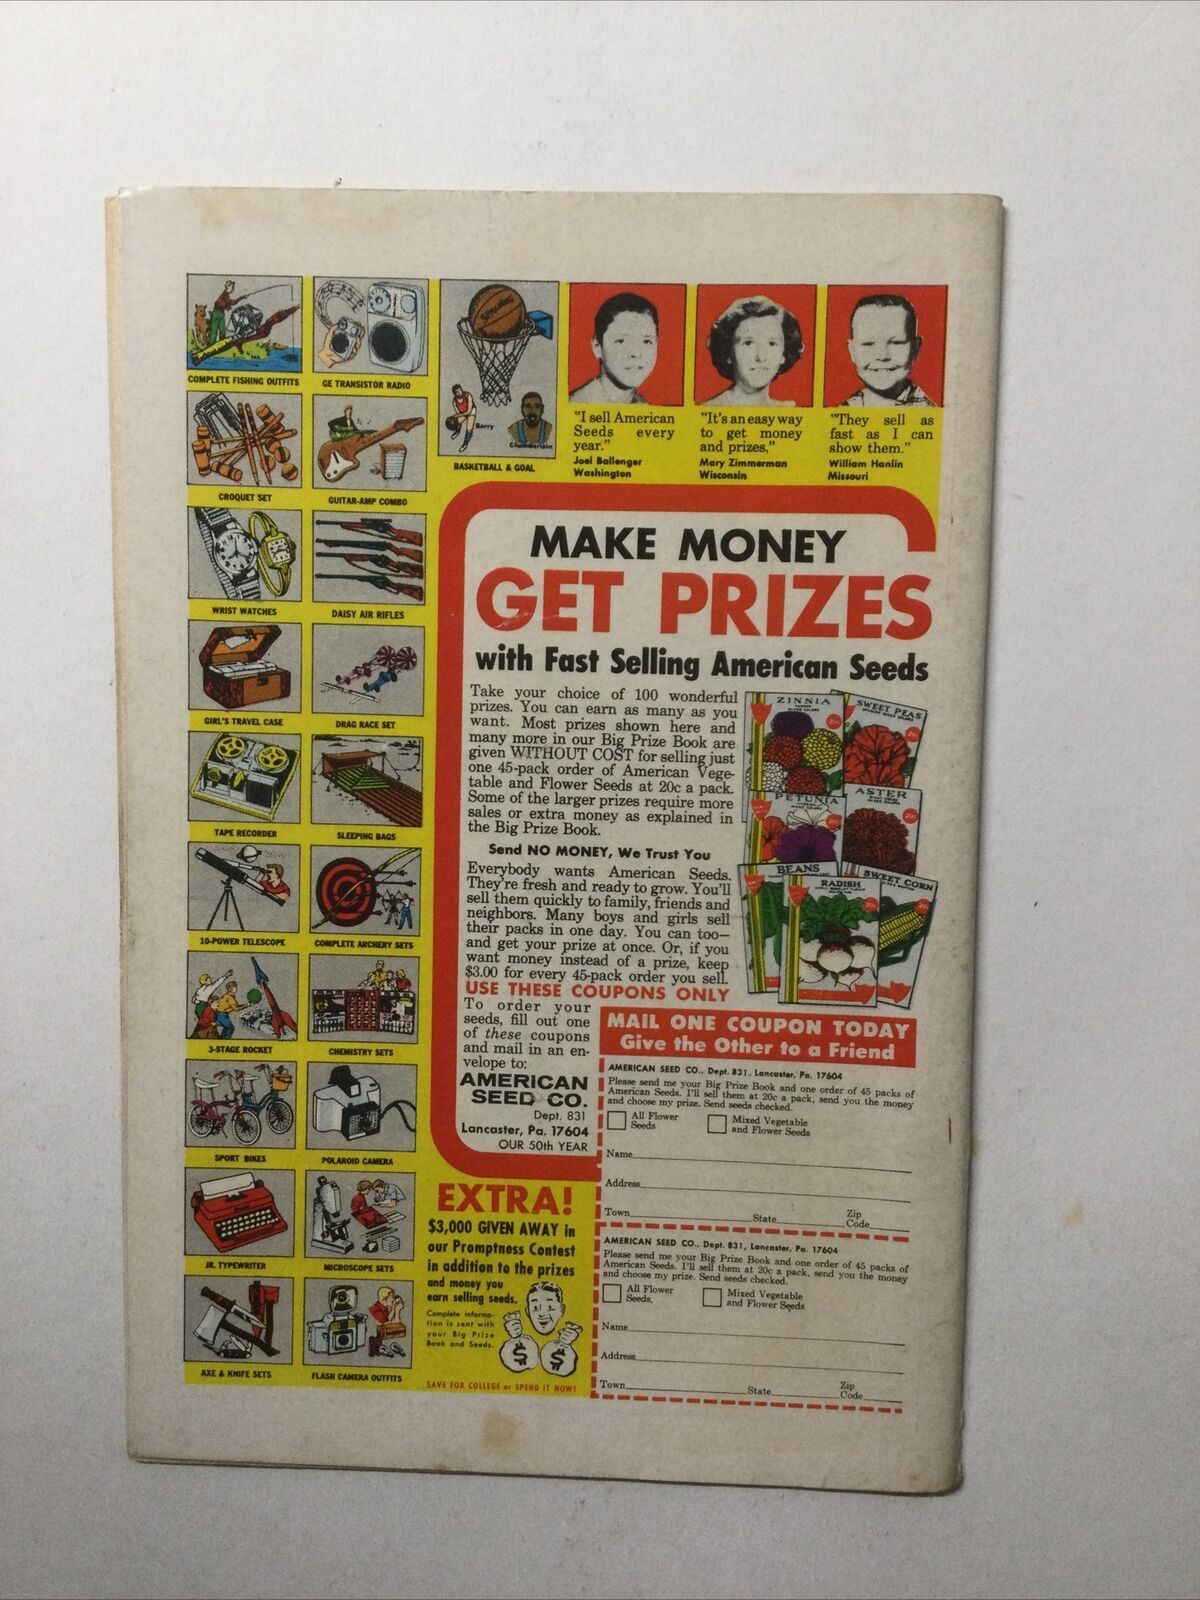 COMPLETE FISHING OUTFITS
GE TRANSISTOR RADIO
SPALDING
Barry
Chamberlain
BASKETBALL & GOAL
CROQUET SET
GUITAR-AMP COMBO
WRIST WATCHES
DAISY AIR RIFLES
GIRL'S TRAVEL CASE
DRAG RACE SET
TAPE RECORDER
SLEEPING BAGS
10-POWER TELESCOPE
COMPLETE ARCHERY SETS
3-STAGE ROCKET
CHEMISTRY SETS
SPORT BIKES
POLAROID CAMERA
JR. TYPEWRITER
MICROSCOPE SETS
AXE & KNIFE SETS
FLASH CAMERA OUTFITS
"I sell American
Seeds every
year."
Joel Ballenger
Washington
"It's an easy way
to get money
and prizes."
Mary Zimmerman
Wisconsin
"They sell as
fast as I can
show them."
William Hanlin
Missouri
MAKE MONEY
GET PRIZES
with Fast Selling American Seeds
Take your choice of 100 wonderful
prizes. You can earn as many as you
want. Most prizes shown here and
many more in our Big Prize Book are
given WITHOUT COST for selling just
one 45-pack order of American Vege-
table and Flower Seeds at 20c a pack.
Some of the larger prizes require more
sales or extra money as explained in
the Big Prize Book.
Send NO MONEY, We Trust You
Everybody wants American Seeds.
They're fresh and ready to grow. You'll
sell them quickly to family, friends and
neighbors. Many boys and girls sell
their packs in one day. You can too—
and get your prize at once. Or, if you
want money instead of a prize, keep
$3.00 for every 45-pack order you sell.
USE THESE COUPONS ONLY
To order your
seeds, fill out one
of these coupons
and mail in an en-
velope to:
AMERICAN
SEED CO.
Dept. 831
Lancaster, Pa. 17604
OUR 50th YEAR
ZINNIA
MIXED COLORS
20c
SWEET PEAS
MIXED COLORS
20c
PETUNIA
20c
ASTER
MIXED COLORS
20c
BEANS
RADISH
20c
SWEET CORN
20c
EXTRA!
$3,000 GIVEN AWAY in
our Promptness Contest
in addition to the prizes
and money you
earn selling seeds.
Complete informa-
tion is sent with
your Big Prize
Book and Seeds.
$ $
SAVE FOR COLLEGE or SPEND IT NOW!
MAIL ONE COUPON TODAY
Give the Other to a Friend
AMERICAN SEED CO., Dept. 831, Lancaster, Pa. 17604
Please send me your Big Prize Book and one order of 45 packs of
American Seeds. I'll sell them at 20c a pack, send you the money
and choose my prize. Send seeds checked.
All Flower
Seeds
Mixed Vegetable
and Flower Seeds
Name
Address
Town State Zip
Code
AMERICAN SEED CO., Dept. 831, Lancaster, Pa. 17604
Please send me your Big Prize Book and one order of 45 packs of
American Seeds. I'll sell them at 20c a pack, send you the money
and choose my prize. Send seeds checked.
All Flower
Seeds.
Mixed Vegetable
and Flower Seeds
Name
Address
Town State Zip
Code